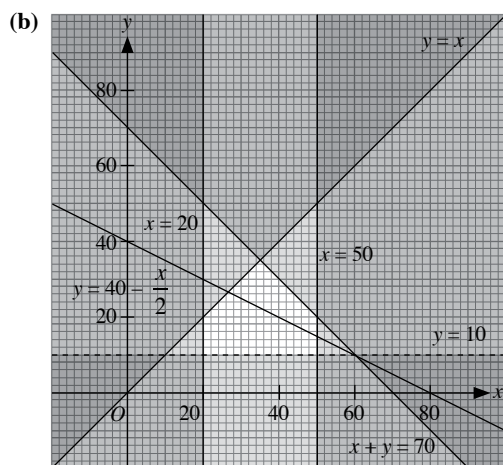 (b)
y
y = x
80
60
x = 20
40
x = 50
y = 40 − x/2
20
y = 10
O
20
40
60
80
x
x + y = 70